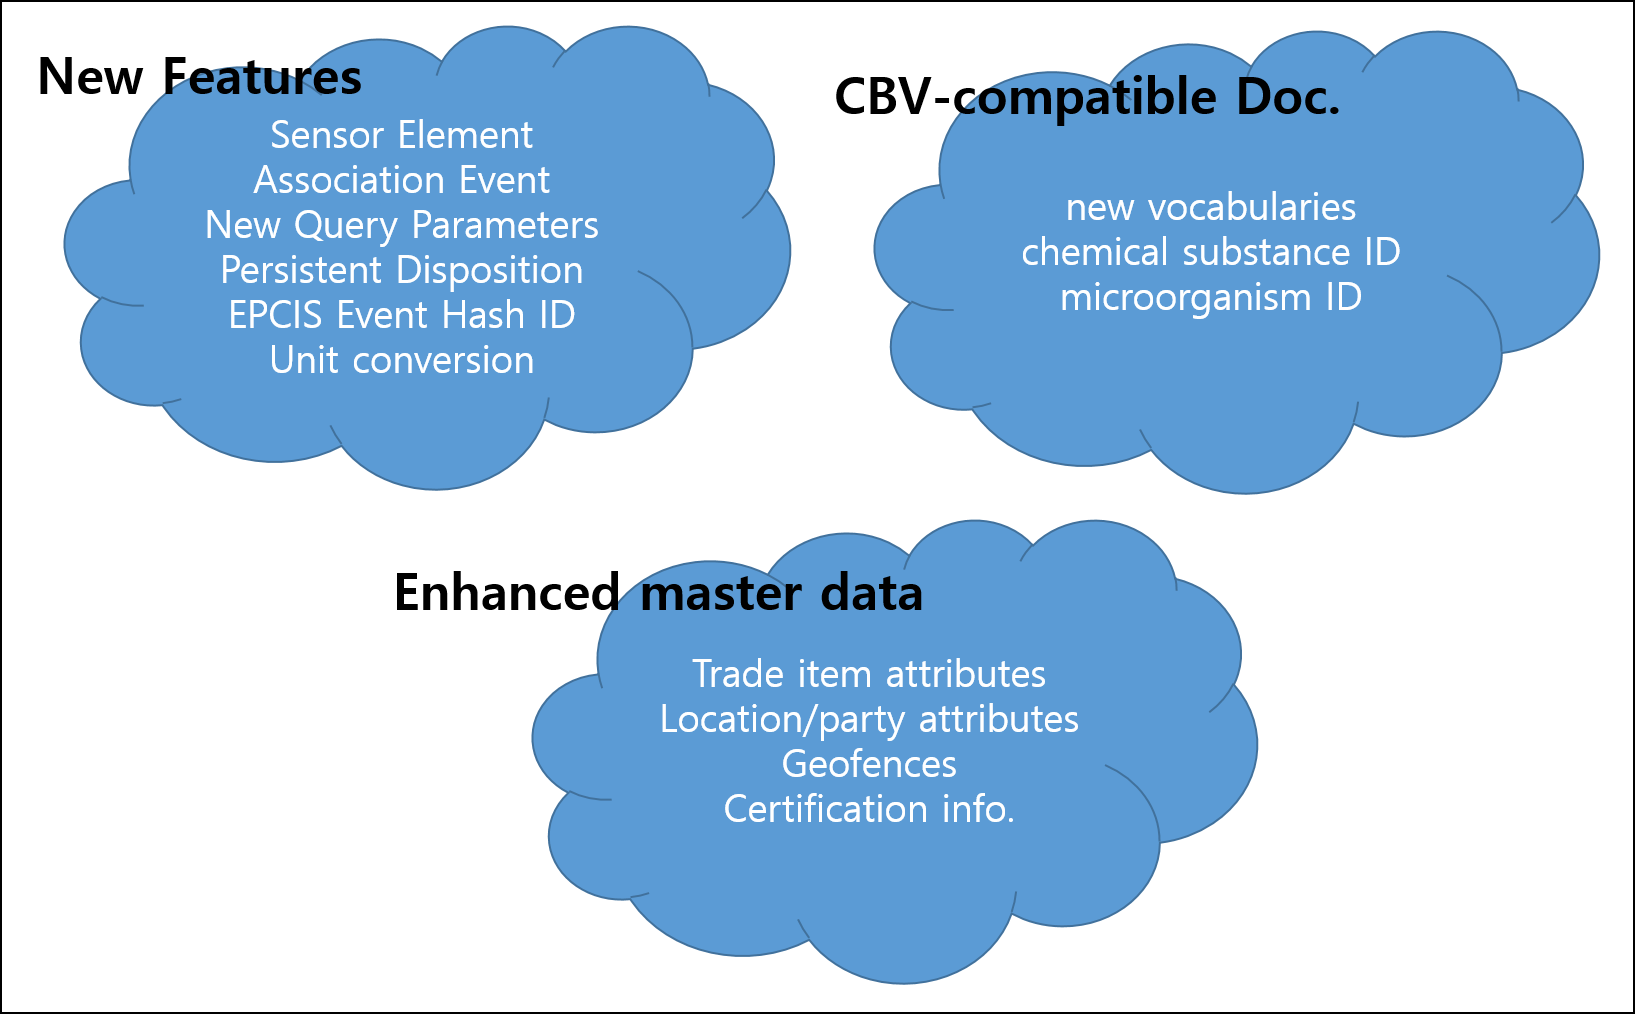 New Features
Sensor Element
Association Event
New Query Parameters
Persistent Disposition
EPCIS Event Hash ID
Unit conversion
CBV-compatible Doc.
new vocabularies
chemical substance ID
microorganism ID
Enhanced master data
Trade item attributes
Location/party attributes
Geofences
Certification info.